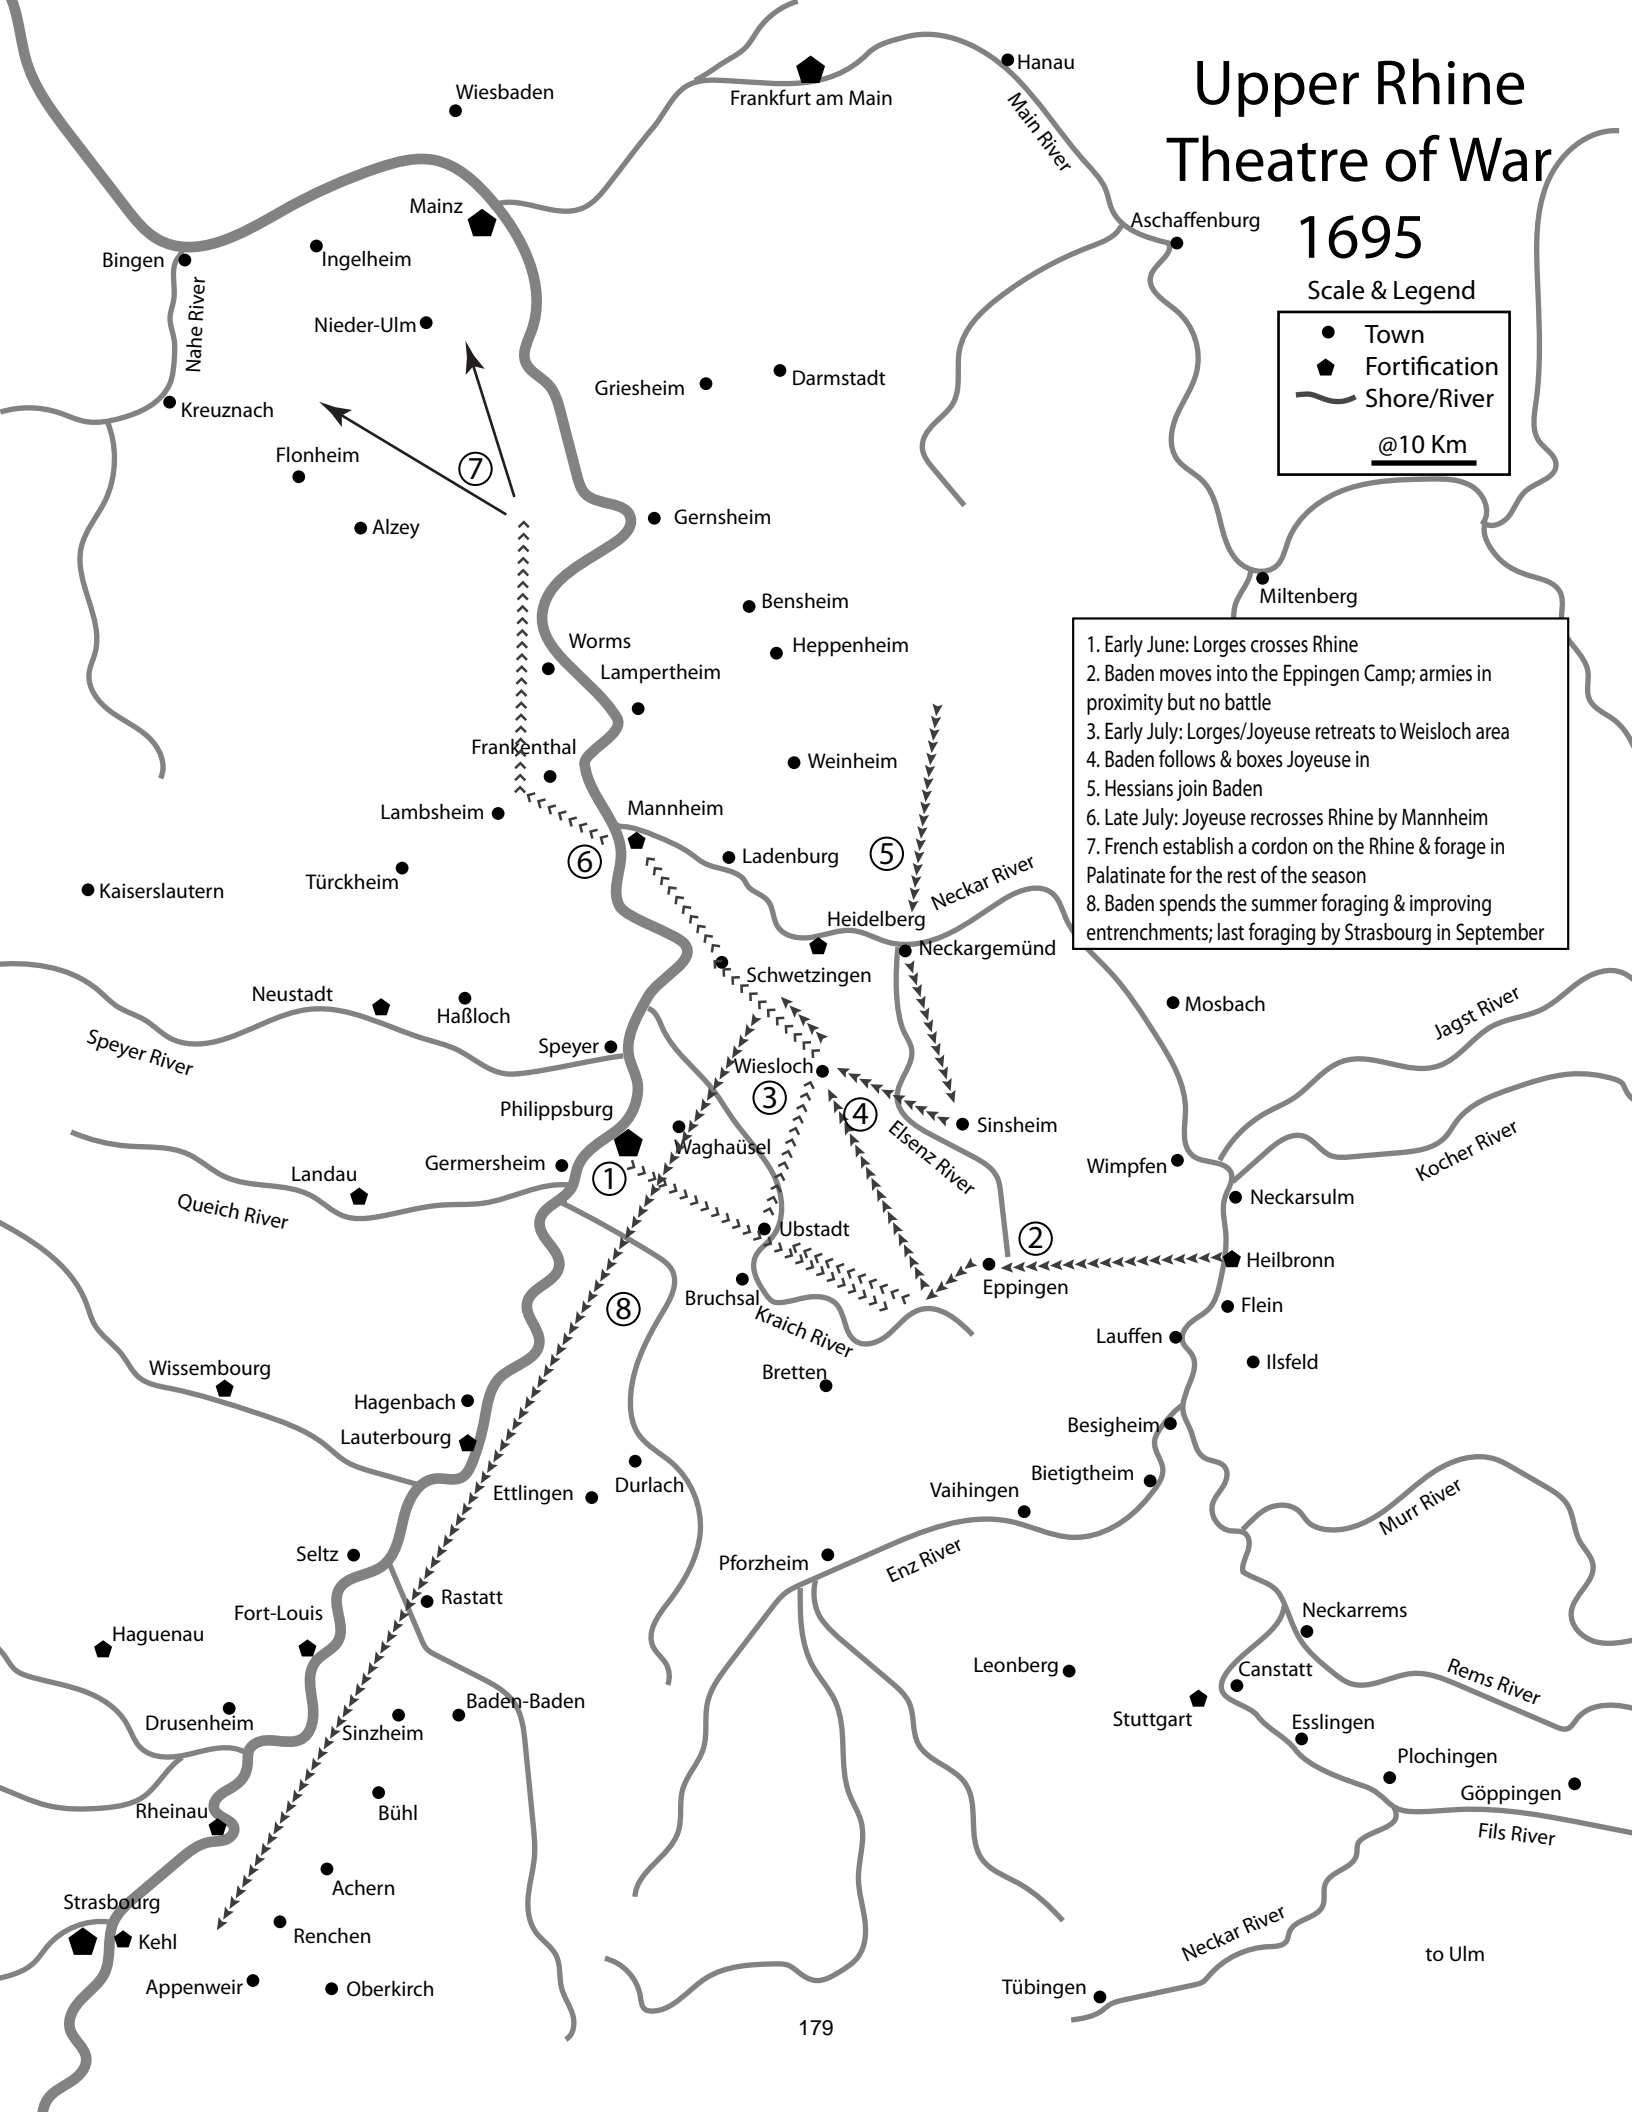 Upper Rhine
Theatre of War
1695
Scale & Legend
Town
Fortification
Shore/River
@10 Km
Hanau
Wiesbaden
Frankfurt am Main
Main River
Mainz
Aschaffenburg
Bingen
Ingelheim
Nahe River
Nieder-Ulm
Griesheim
Darmstadt
Kreuznach
Flonheim
7
Alzey
Gernsheim
Miltenberg
Bensheim
Worms
Heppenheim
Lampertheim
1. Early June: Lorges crosses Rhine
2. Baden moves into the Eppingen Camp; armies in
proximity but no battle
3. Early July: Lorges/Joyeuse retreats to Weisloch area
4. Baden follows & boxes Joyeuse in
5. Hessians join Baden
6. Late July: Joyeuse recrosses Rhine by Mannheim
7. French establish a cordon on the Rhine & forage in
Palatinate for the rest of the season
8. Baden spends the summer foraging & improving
entrenchments; last foraging by Strasbourg in September
Frankenthal
Weinheim
Lambsheim
Mannheim
6
Ladenburg
5
Türckheim
Kaiserslautern
Neckar River
Heidelberg
Neckargemünd
Schwetzingen
Neustadt
Haßloch
Mosbach
Jagst River
Speyer River
Speyer
Wiesloch
3
4
Philippsburg
Sinsheim
Elsenz River
Waghaüsel
Kocher River
Germersheim
Landau
1
Wimpfen
Queich River
Neckarsulm
Ubstadt
2
Heilbronn
Eppingen
Bruchsal
8
Kraich River
Flein
Lauffen
Ilsfeld
Wissembourg
Bretten
Hagenbach
Lauterbourg
Besigheim
Bietigtheim
Ettlingen
Durlach
Vaihingen
Murr River
Seltz
Pforzheim
Enz River
Rastatt
Fort-Louis
Haguenau
Neckarrems
Leonberg
Canstatt
Rems River
Baden-Baden
Drusenheim
Sinzheim
Stuttgart
Esslingen
Plochingen
Göppingen
Rheinau
Bühl
Fils River
Achern
Strasbourg
Kehl
Renchen
Neckar River
to Ulm
Appenweir
Oberkirch
Tübingen
179